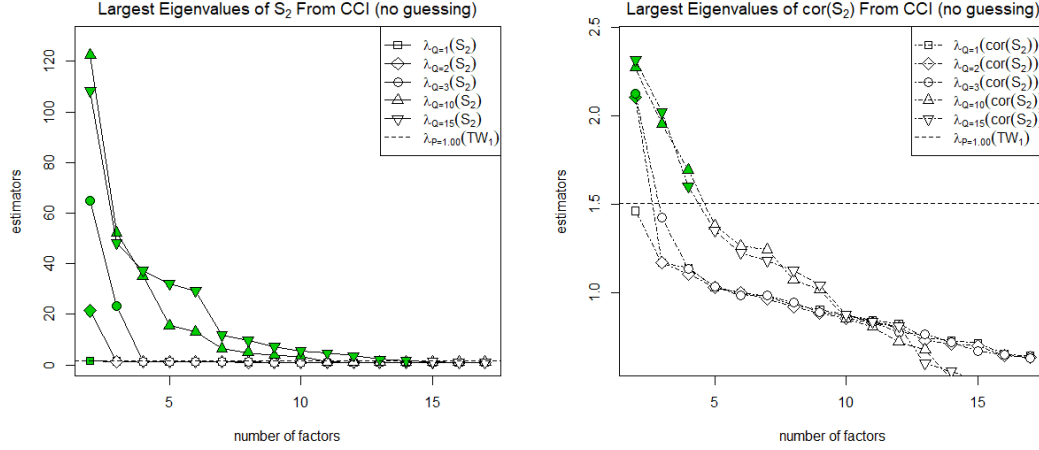 Largest Eigenvalues of S₂ From CCI (no guessing)
estimators
120
100
80
60
40
20
0
λQ=1(S₂)
λQ=2(S₂)
λQ=3(S₂)
λQ=10(S₂)
λQ=15(S₂)
λP=1.00(TW₁)
5
10
15
number of factors
Largest Eigenvalues of cor(S₂) From CCI (no guessing)
estimators
2.5
2.0
1.5
1.0
λQ=1(cor(S₂))
λQ=2(cor(S₂))
λQ=3(cor(S₂))
λQ=10(cor(S₂)
λQ=15(cor(S₂)
λP=1.00(TW₁)
5
10
15
number of factors